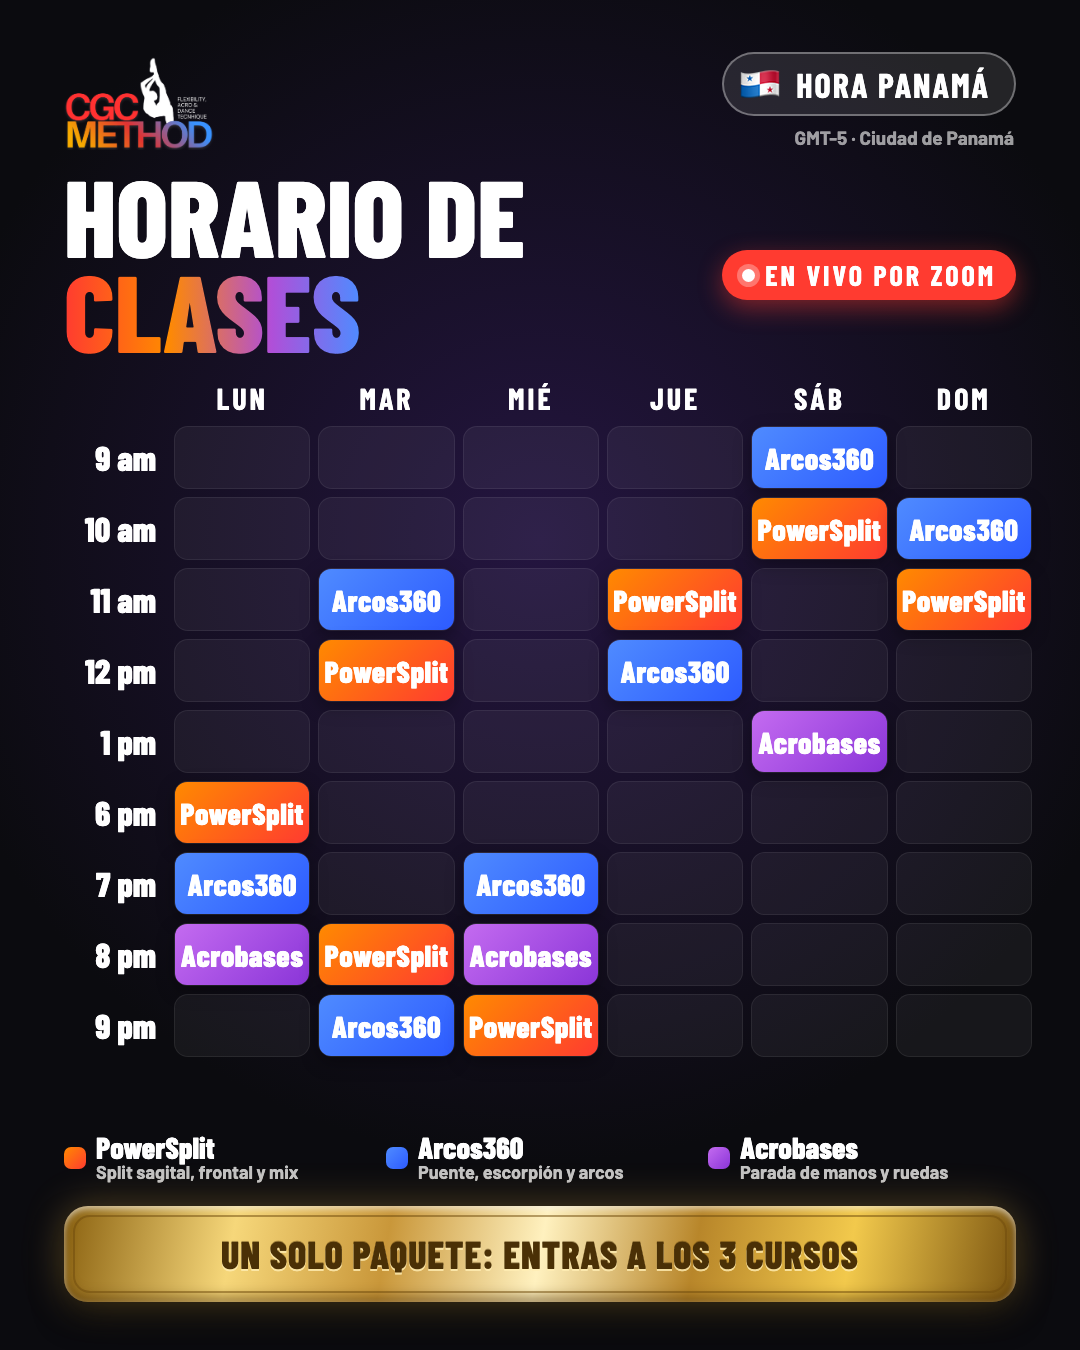 CGC
FLEXIBILITY,
ACRO &
DANCE
TECNHIQUE
METHOD
HORA PANAMÁ
GMT-5 · Ciudad de Panamá
HORARIO DE
CLASES
EN VIVO POR ZOOM
LUN MAR MIÉ JUE SÁB DOM
9 am Arcos360
10 am PowerSplit Arcos360
11 am Arcos360 PowerSplit PowerSplit
12 pm PowerSplit Arcos360
1 pm Acrobases
6 pm PowerSplit
7 pm Arcos360 Arcos360
8 pm Acrobases PowerSplit Acrobases
9 pm Arcos360 PowerSplit
PowerSplit
Split sagital, frontal y mix
Arcos360
Puente, escorpión y arcos
Acrobases
Parada de manos y ruedas
UN SOLO PAQUETE: ENTRAS A LOS 3 CURSOS